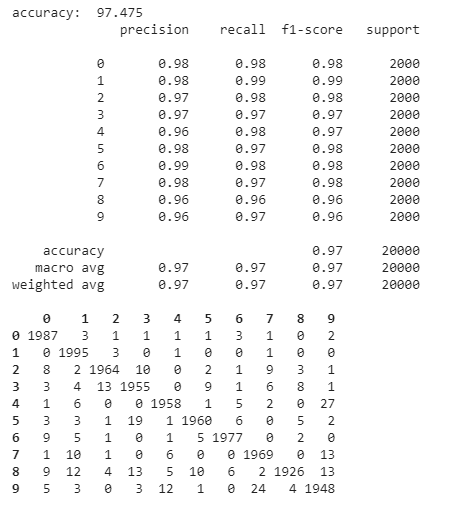 accuracy: 97.475
precision recall f1-score support
0 0.98 0.98 0.98 2000
1 0.98 0.99 0.99 2000
2 0.97 0.98 0.98 2000
3 0.97 0.97 0.97 2000
4 0.96 0.98 0.97 2000
5 0.98 0.97 0.98 2000
6 0.99 0.98 0.98 2000
7 0.98 0.97 0.98 2000
8 0.96 0.96 0.96 2000
9 0.96 0.97 0.96 2000
accuracy 0.97 20000
macro avg 0.97 0.97 0.97 20000
weighted avg 0.97 0.97 0.97 20000
0 1 2 3 4 5 6 7 8 9
0 1987 3 1 1 1 1 3 1 0 2
1 0 1995 3 0 1 0 0 1 0 0
2 8 2 1964 10 0 2 1 9 3 1
3 3 4 13 1955 0 9 1 6 8 1
4 1 6 0 0 1958 1 5 2 0 27
5 3 3 1 19 1 1960 6 0 5 2
6 9 5 1 0 1 5 1977 0 2 0
7 1 10 1 0 6 0 0 1969 0 13
8 9 12 4 13 5 10 6 2 1926 13
9 5 3 0 3 12 1 0 24 4 1948